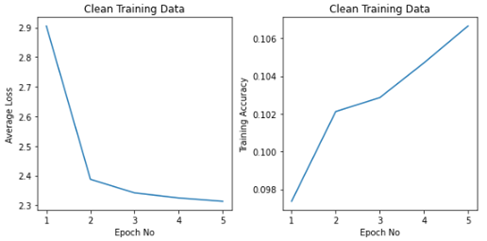 Clean Training Data
Average Loss
2.9
2.8
2.7
2.6
2.5
2.4
2.3
1 2 3 4 5
Epoch No
Clean Training Data
Training Accuracy
0.106
0.104
0.102
0.100
0.098
1 2 3 4 5
Epoch No